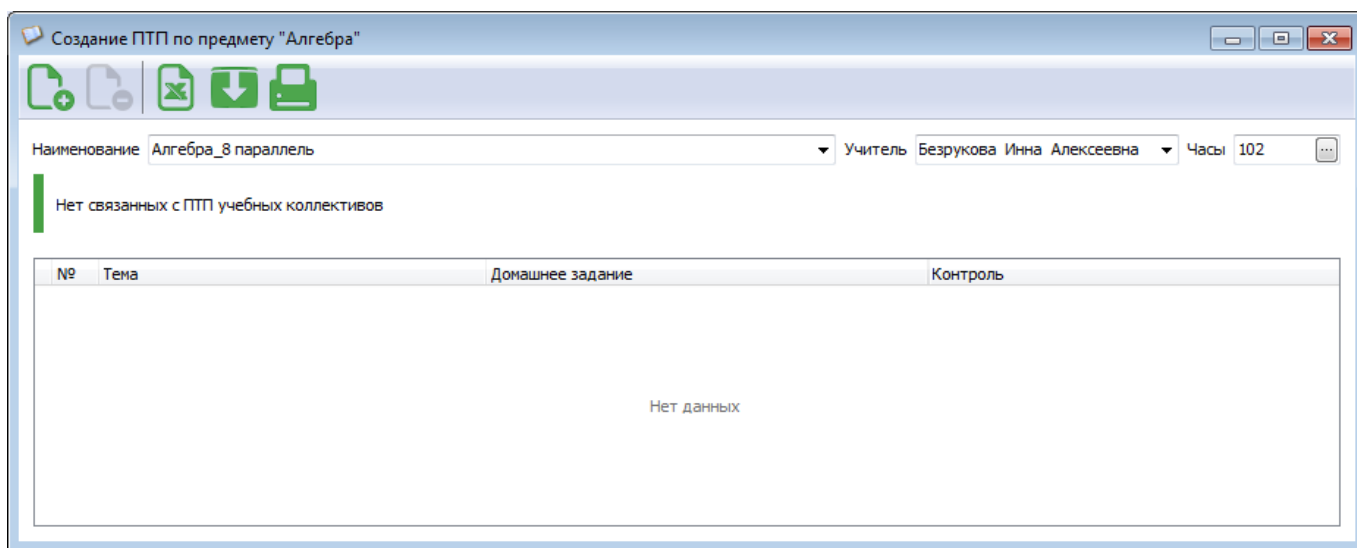 Создание ПТП по предмету "Алгебра"
Наименование Алгебра_8 параллель Учитель Безрукова Инна Алексеевна Часы 102
Нет связанных с ПТП учебных коллективов
№ Тема Домашнее задание Контроль
Нет данных